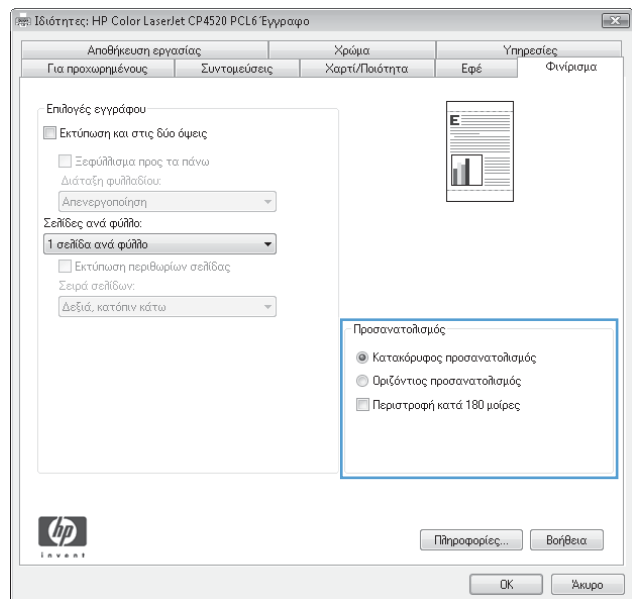 Ιδιότητες: HP Color LaserJet CP4520 PCL6 Έγγραφο
Αποθήκευση εργασίας Χρώμα Υπηρεσίες
Για προχωρημένους Συντομεύσεις Χαρτί/Ποιότητα Εφέ Φινίρισμα
Επιλογές εγγράφου
Εκτύπωση και στις δύο όψεις
Ξεφύλλισμα προς τα πάνω
Διάταξη φυλλαδίου:
Απενεργοποίηση
Σελίδες ανά φύλλο:
1 σελίδα ανά φύλλο
Εκτύπωση περιθωρίων σελίδας
Σειρά σελίδων:
Δεξιά, κατόπιν κάτω
E
Προσανατολισμός
Κατακόρυφος προσανατολισμός
Οριζόντιος προσανατολισμός
Περιστροφή κατά 180 μοίρες
hp
invent
Πληροφορίες... Βοήθεια
OK Άκυρο